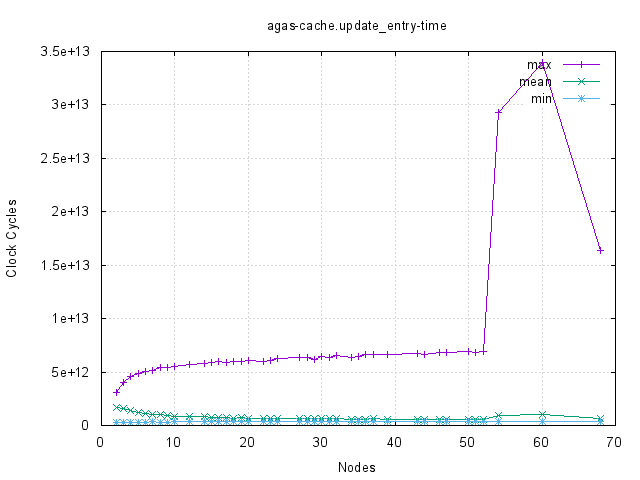 agas-cache.update_entry-time
3.5e+13
3e+13
2.5e+13
2e+13
1.5e+13
1e+13
5e+12
0
Clock Cycles
max
mean
min
0 10 20 30 40 50 60 70
Nodes